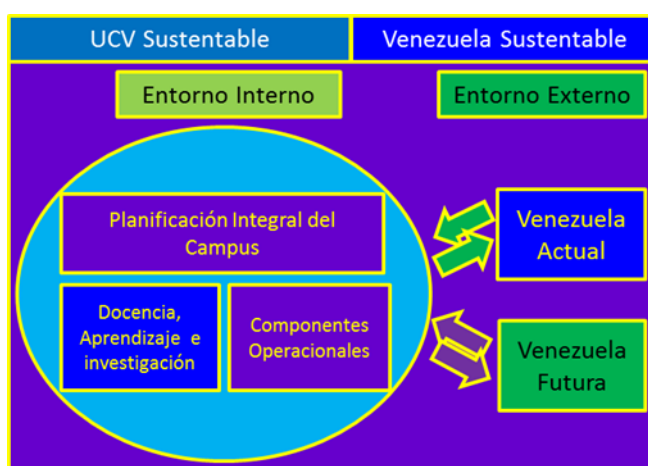 UCV Sustentable
Venezuela Sustentable
Entorno Interno
Entorno Externo
Planificación Integral del
Campus
Docencia,
Aprendizaje e
investigación
Componentes
Operacionales
Venezuela
Actual
Venezuela
Futura